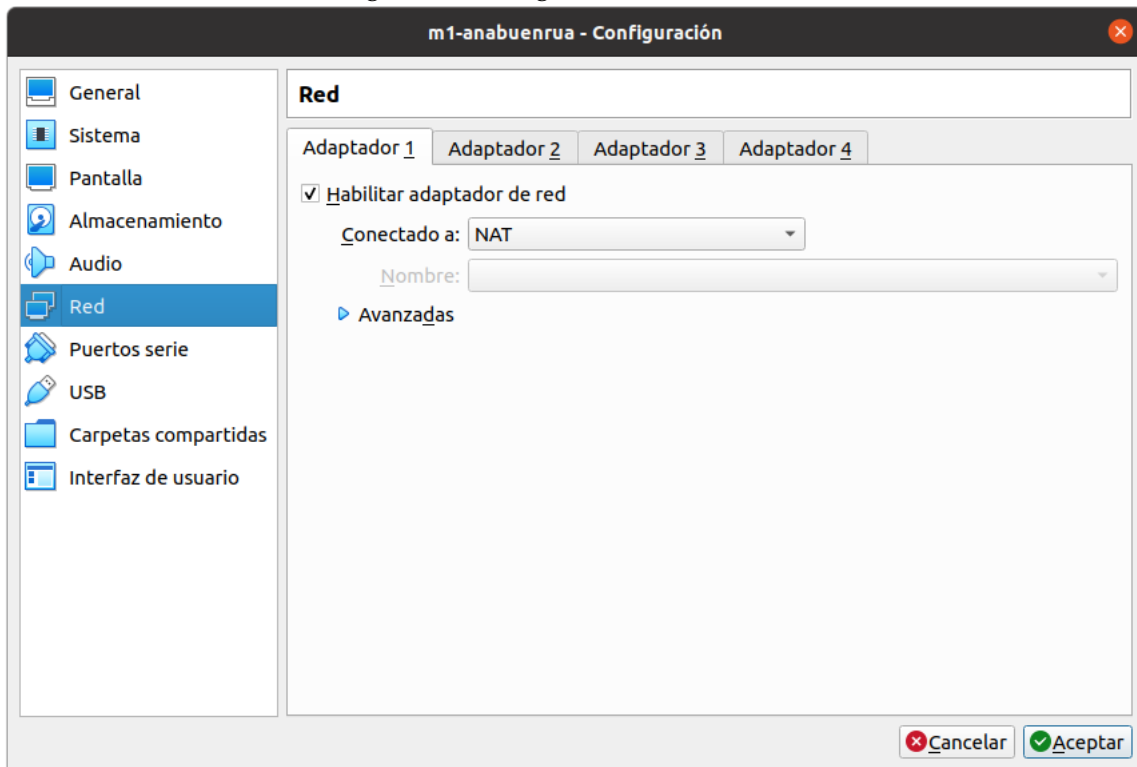 m1-anabuenrua - Configuración
General
Sistema
Pantalla
Almacenamiento
Audio
Red
Puertos serie
USB
Carpetas compartidas
Interfaz de usuario
Red
Adaptador 1 Adaptador 2 Adaptador 3 Adaptador 4
Habilitar adaptador de red
Conectado a: NAT
Nombre:
Avanzadas
Cancelar Aceptar